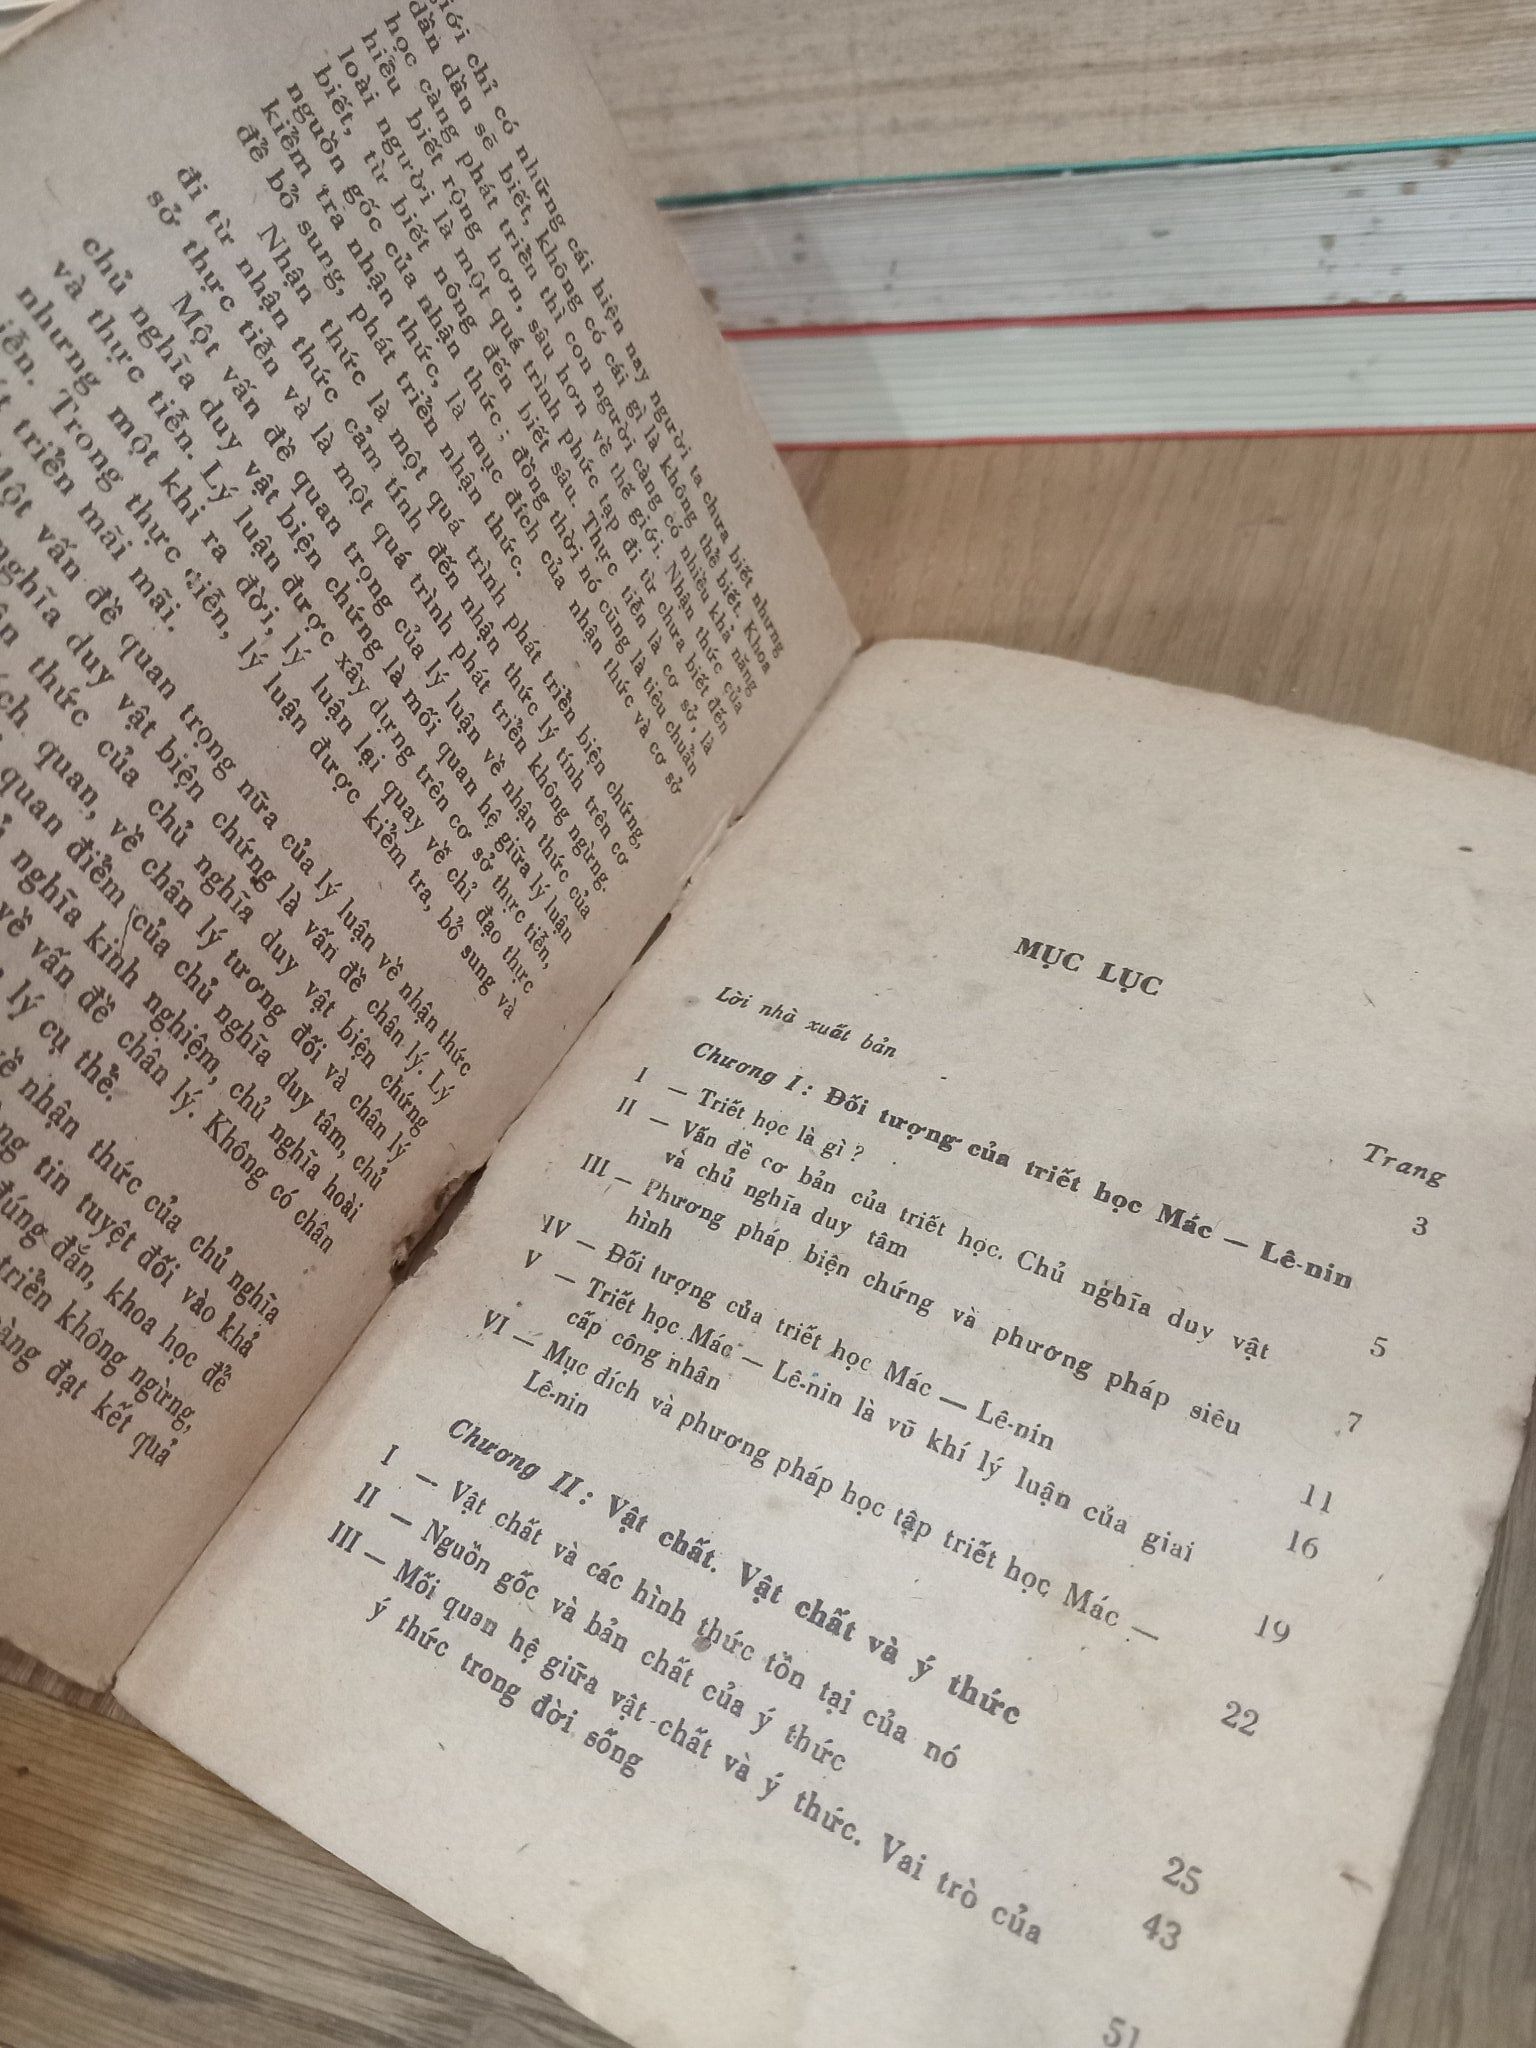 giới chỉ có những cái hiện nay người ta chưa biết nhưng
dần dần sẽ biết, không có cái gì là không thể biết. Khoa
học càng phát triển thì con người càng có nhiều khả năng
hiểu biết rộng hơn, sâu hơn về thế giới. Nhận thức của
loài người là một quá trình phức tạp đi từ chưa biết đến
biết, từ biết nông đến biết sâu. Thực tiễn là cơ sở, là
nguồn gốc của nhận thức, là mục đích của nhận thức và cơ sở
kiểm tra nhận thức; đồng thời nó cũng là tiêu chuẩn
để bổ sung, phát triển nhận thức.
Nhận thức là một quá trình phát triển biện chứng,
đi từ nhận thức cảm tính đến nhận thức lý tính trên cơ
sở thực tiễn và là một quá trình phát triển không ngừng.
Một vấn đề quan trọng của lý luận về nhận thức của
chủ nghĩa duy vật biện chứng là mối quan hệ giữa lý luận
và thực tiễn. Lý luận được xây dựng trên cơ sở thực tiễn,
nhưng một khi ra đời, lý luận lại quay về chỉ đạo thực
tiễn. Trong thực tiễn, lý luận được kiểm tra, bổ sung và
triển mãi mãi.
Một vấn đề quan trọng nữa của lý luận về nhận thức
nghĩa duy vật biện chứng là vấn đề chân lý. Lý
thức của chủ nghĩa duy vật biện chứng
quan, về chân lý tương đối và chân lý
quan điểm của chủ nghĩa duy tâm, chủ
nghĩa kinh nghiệm, chủ nghĩa hoài
về vấn đề chân lý. Không có chân
lý cụ thể.
về nhận thức của chủ nghĩa
tin tuyệt đối vào khả
đúng đắn, khoa học để
triển không ngừng,
đạt kết quả
MỤC LỤC
Trang
Lời nhà xuất bản 3
Chương I: Đối tượng của triết học Mác — Lê-nin
I — Triết học là gì ? 5
II — Vấn đề cơ bản của triết học. Chủ nghĩa duy vật
và chủ nghĩa duy tâm 7
III — Phương pháp biện chứng và phương pháp siêu
hình 11
IV — Đối tượng của triết học Mác — Lê-nin 16
V — Triết học Mác — Lê-nin là vũ khí lý luận của giai
cấp công nhân 19
VI — Mục đích và phương pháp học tập triết học Mác —
Lê-nin 22
Chương II: Vật chất. Vật chất và ý thức
I — Vật chất và các hình thức tồn tại của nó 25
II — Nguồn gốc và bản chất của ý thức 43
III — Mối quan hệ giữa vật chất và ý thức. Vai trò của
ý thức trong đời sống 51